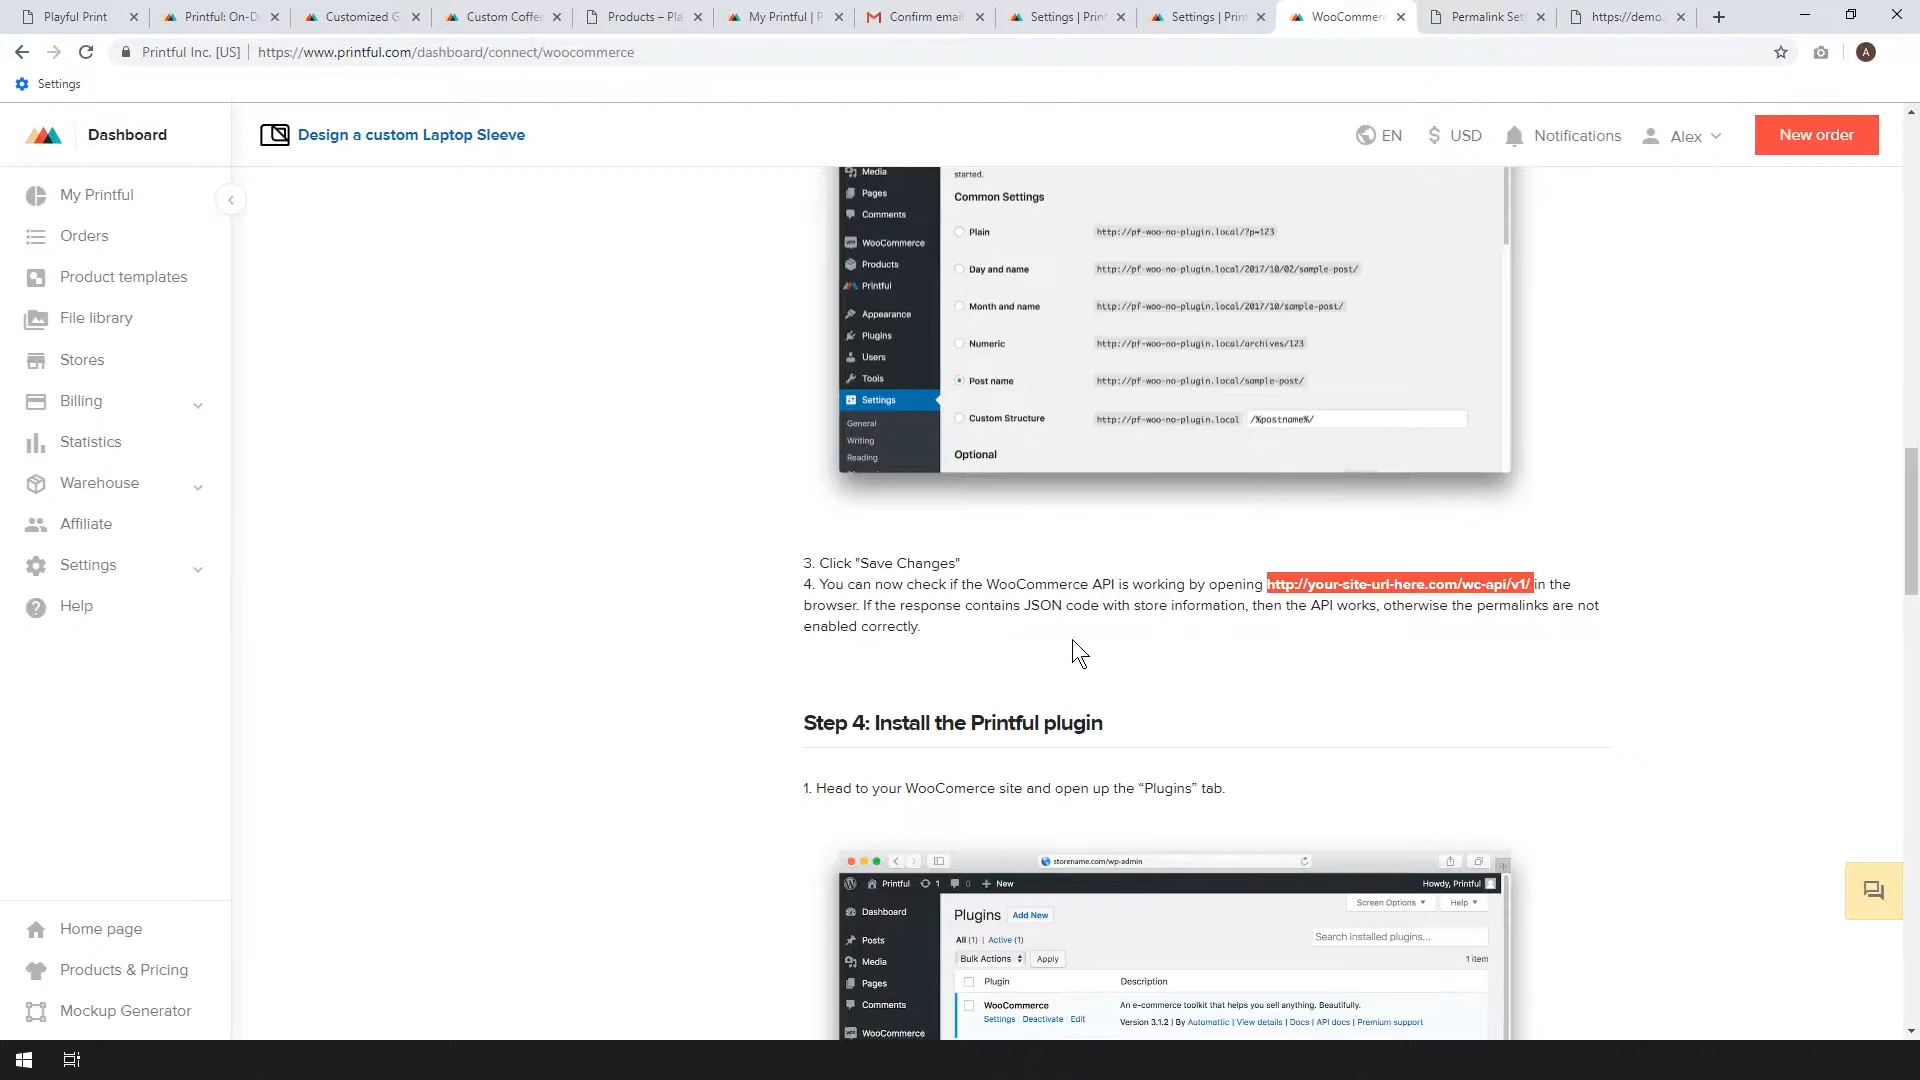 Playful Print
Printful: On-D
Customized G
Custom Coffe
Products – Pla
My Printful | P
Confirm email
Settings | Print
Settings | Print
WooCommerc
Permalink Set
https://demo.
Printful Inc. [US]
https://www.printful.com/dashboard/connect/woocommerce
A
Settings
Dashboard
Design a custom Laptop Sleeve
EN
$ USD
Notifications
Alex
New order
My Printful
Orders
Product templates
File library
Stores
Billing
Statistics
Warehouse
Affiliate
Settings
Help
Home page
Products & Pricing
Mockup Generator
Media
Pages
Comments
WooCommerce
Products
Printful
Appearance
Plugins
Users
Tools
Settings
General
Writing
Reading
started.
Common Settings
Plain http://pf-woo-no-plugin.local/?p=123
Day and name http://pf-woo-no-plugin.local/2017/10/02/sample-post/
Month and name http://pf-woo-no-plugin.local/2017/10/sample-post/
Numeric http://pf-woo-no-plugin.local/archives/123
Post name http://pf-woo-no-plugin.local/sample-post/
Custom Structure http://pf-woo-no-plugin.local /%postname%/
Optional
3. Click "Save Changes"
4. You can now check if the WooCommerce API is working by opening http://your-site-url-here.com/wc-api/v1/ in the
browser. If the response contains JSON code with store information, then the API works, otherwise the permalinks are not
enabled correctly.
Step 4: Install the Printful plugin
1. Head to your WooComerce site and open up the “Plugins” tab.
storename.com/wp-admin
Printful 1 0 New
Howdy, Printful
Dashboard
Posts
Media
Pages
Comments
WooCommerce
Screen Options
Help
Plugins Add New
All (1) | Active (1)
Search installed plugins...
Bulk Actions Apply
1 item
Plugin Description
WooCommerce An e-commerce toolkit that helps you sell anything. Beautifully.
Settings Deactivate Edit
Version 3.1.2 | By Automattic | View details | Docs | API docs | Premium support